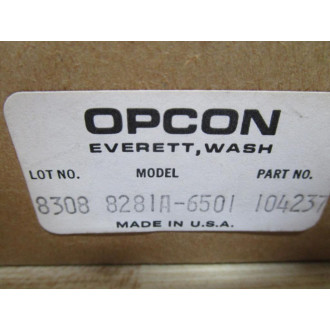 OPCON
EVERETT, WASH
LOT NO. MODEL PART NO.
8308 8281A-6501 104237
MADE IN U.S.A.